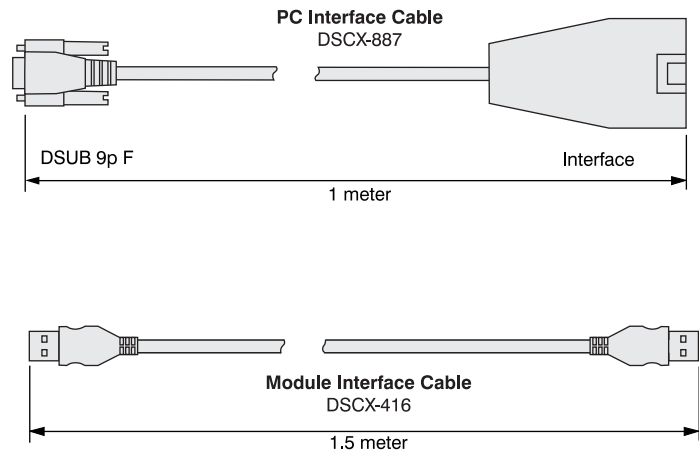 PC Interface Cable
DSCX-887
DSUB 9p F
Interface
1 meter
Module Interface Cable
DSCX-416
1.5 meter